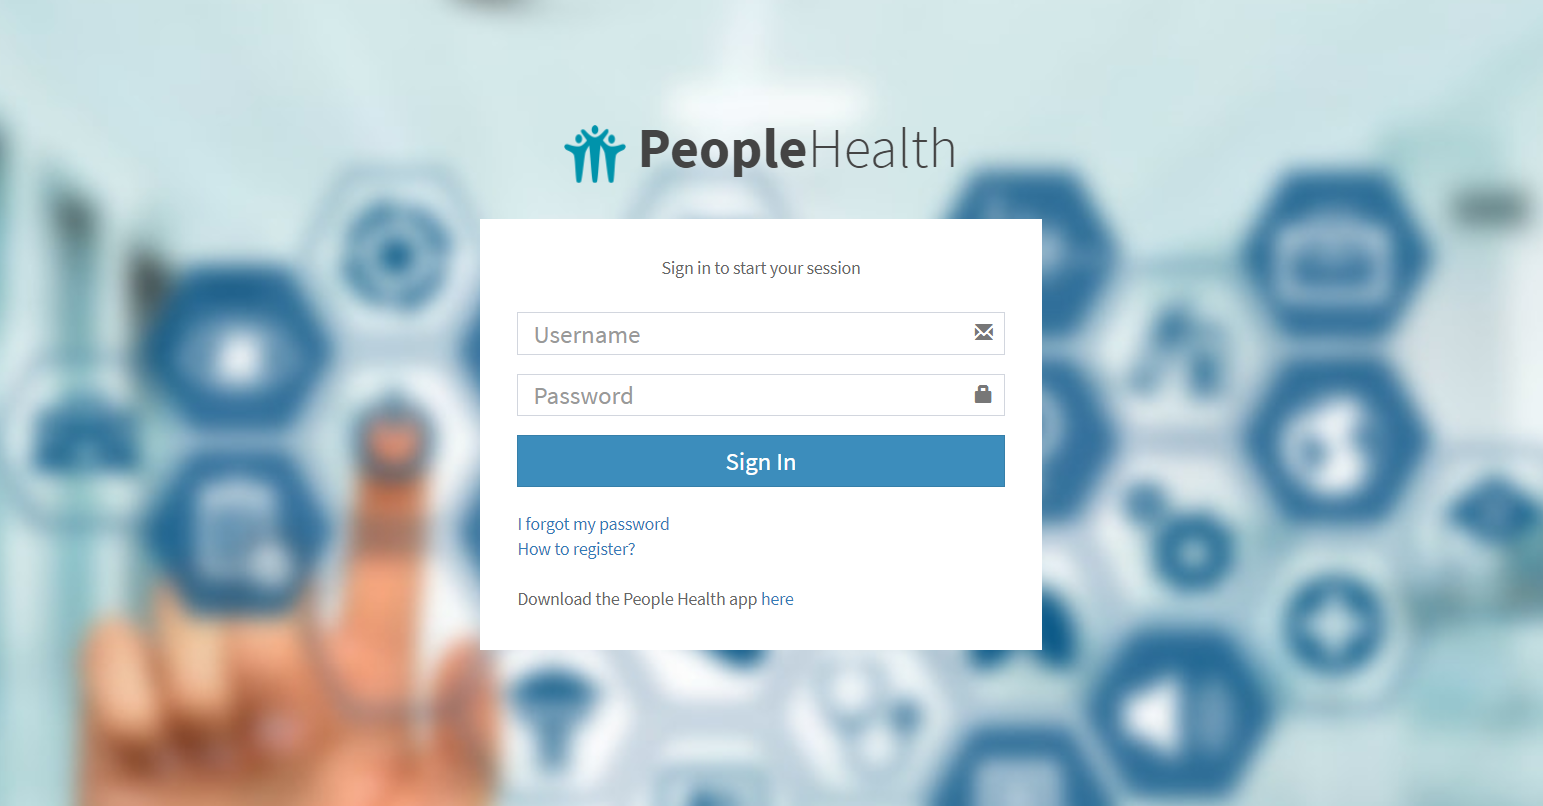 PeopleHealth
Sign in to start your session
Username
Password
Sign In
I forgot my password
How to register?
Download the People Health app here